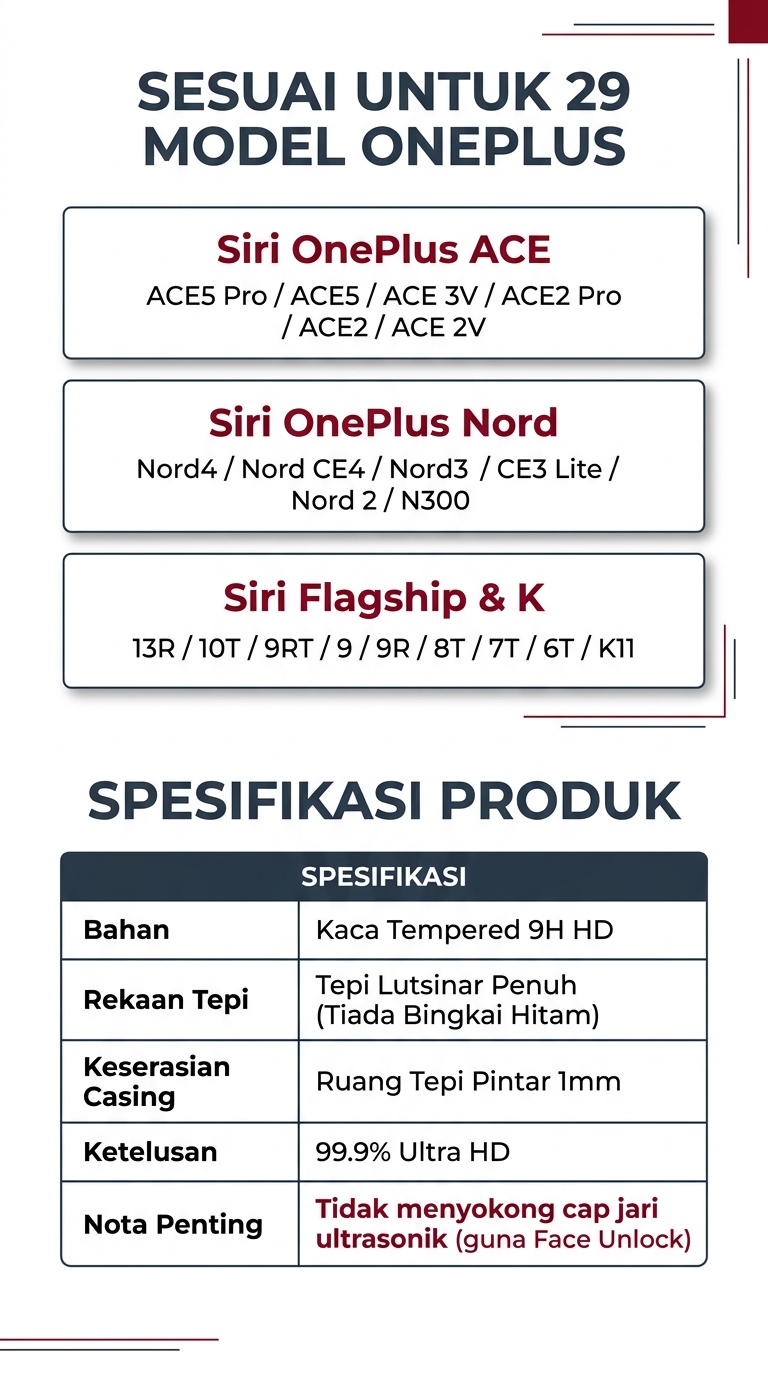 SESUAI UNTUK 29
MODEL ONEPLUS
Siri OnePlus ACE
ACE5 Pro / ACE5 / ACE 3V / ACE2 Pro
/ ACE2 / ACE 2V
Siri OnePlus Nord
Nord4 / Nord CE4 / Nord3 / CE3 Lite /
Nord 2 / N300
Siri Flagship & K
13R / 10T / 9RT / 9 / 9R / 8T / 7T / 6T / K11
SPESIFIKASI PRODUK
SPESIFIKASI
Bahan
Kaca Tempered 9H HD
Rekaan Tepi
Tepi Lutsinar Penuh
(Tiada Bingkai Hitam)
Keserasian
Casing
Ruang Tepi Pintar 1mm
Ketelusan
99.9% Ultra HD
Nota Penting
Tidak menyokong cap jari
ultrasonik (guna Face Unlock)